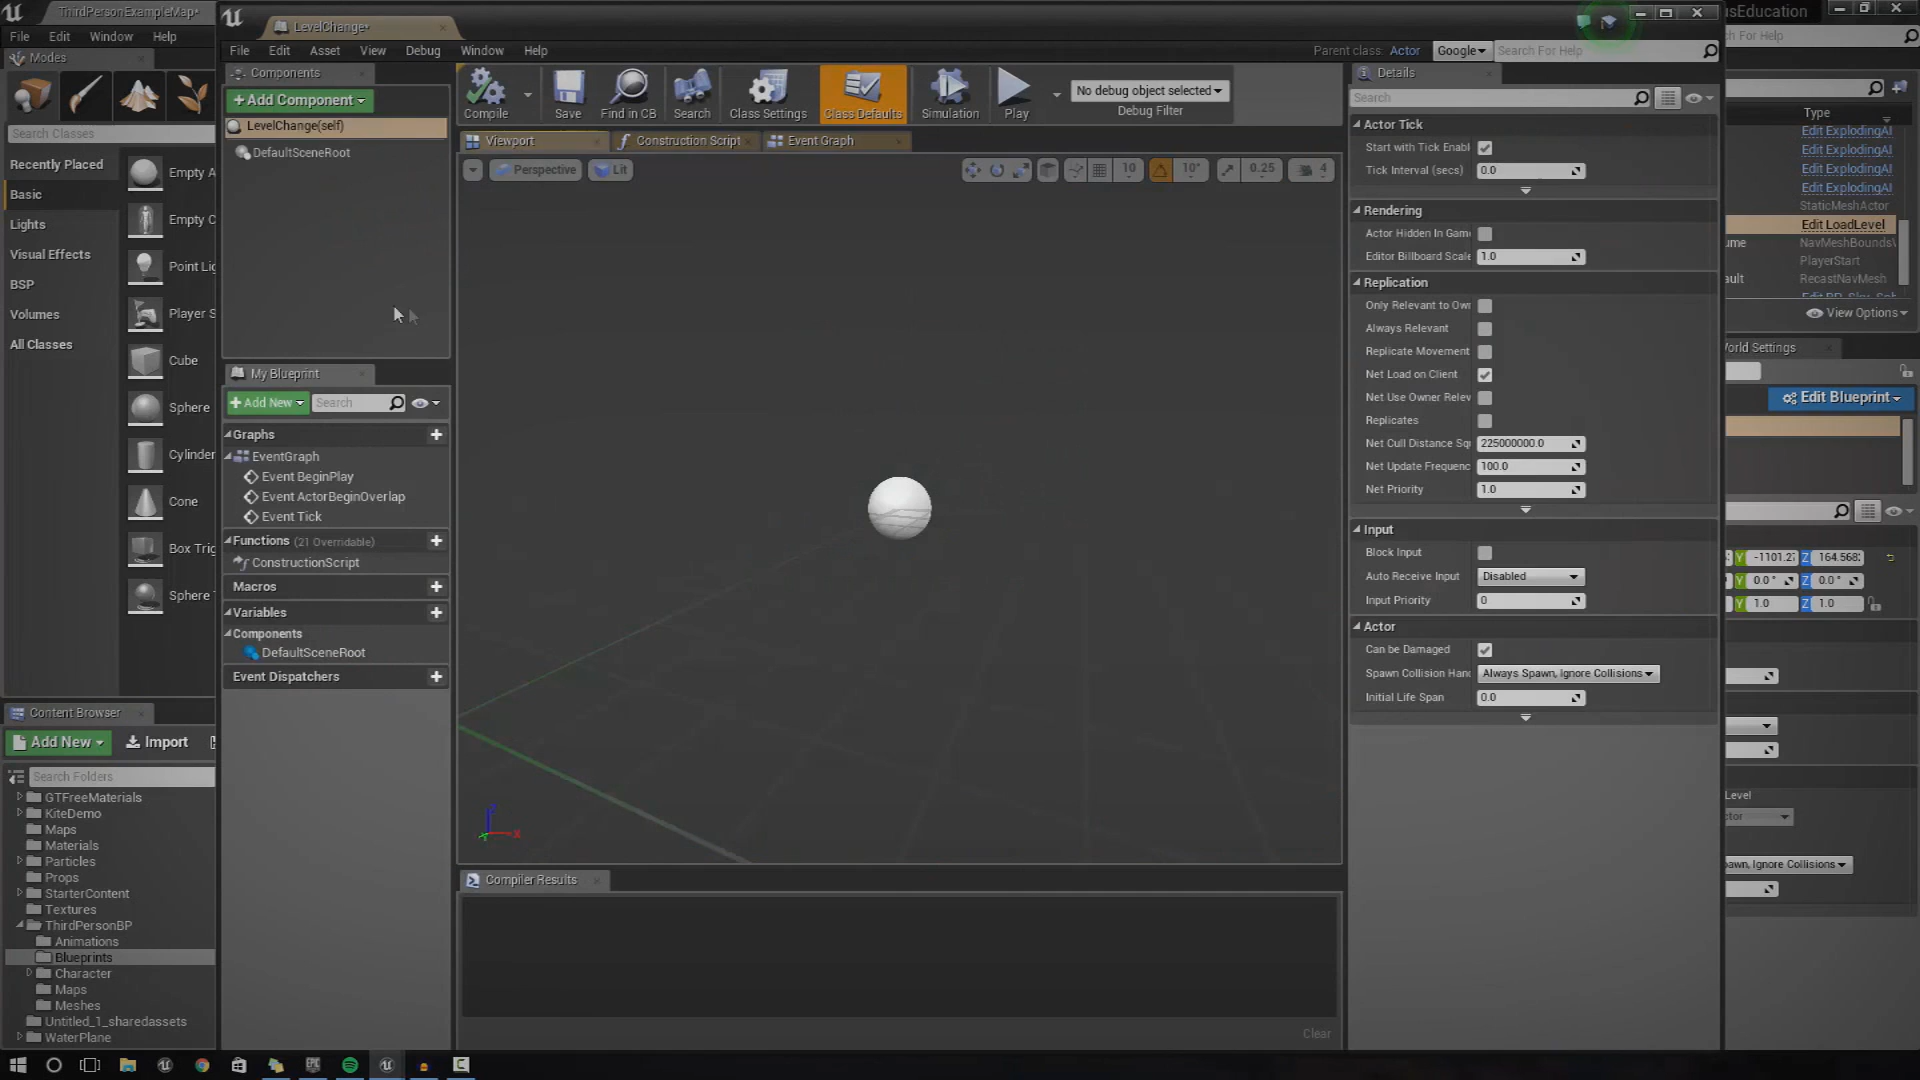 ThirdPersonExampleMap*
LevelChange*
usEducation
File Edit Window Help
File Edit Asset View Debug Window Help
Parent class: Actor
Google
Search For Help
For Help
Modes
Components
Details
+Add Component
Compile
Save
Find in CB
Search
Class Settings
Class Defaults
Simulation
Play
No debug object selected
Debug Filter
Search
Search Classes
LevelChange(self)
DefaultSceneRoot
Viewport
Construction Script
Event Graph
Perspective
Lit
10
10°
0.25
4
Recently Placed
Basic
Lights
Visual Effects
BSP
Volumes
All Classes
Empty A
Empty C
Point Lig
Player S
Cube
Sphere
Cylinder
Cone
Box Trig
Sphere T
My Blueprint
+Add New
Search
Graphs
EventGraph
Event BeginPlay
Event ActorBeginOverlap
Event Tick
Functions (21 Overridable)
ConstructionScript
Macros
Variables
Components
DefaultSceneRoot
Event Dispatchers
X
Actor Tick
Start with Tick Enabl
Tick Interval (secs) 0.0
Rendering
Actor Hidden In Gam
Editor Billboard Scale 1.0
Replication
Only Relevant to Own
Always Relevant
Replicate Movement
Net Load on Client
Net Use Owner Relev
Replicates
Net Cull Distance Squ 225000000.0
Net Update Frequenc 100.0
Net Priority 1.0
Input
Block Input
Auto Receive Input Disabled
Input Priority 0
Actor
Can be Damaged
Spawn Collision Hand Always Spawn, Ignore Collisions
Initial Life Span 0.0
Type
Edit ExplodingAI
Edit ExplodingAI
Edit ExplodingAI
Edit ExplodingAI
StaticMeshActor
Edit LoadLevel
ume NavMeshBoundsV
PlayerStart
ault RecastNavMesh
View Options
World Settings
Edit Blueprint
Y -1101.27 Z 164.568
Y 0.0° Z 0.0°
Y 1.0 Z 1.0
Level
ctor
awn, Ignore Collisions
Content Browser
Add New
Import
Search Folders
GTFreeMaterials
KiteDemo
Maps
Materials
Particles
Props
StarterContent
Textures
ThirdPersonBP
Animations
Blueprints
Character
Maps
Meshes
Untitled_1_sharedassets
WaterPlane
Compiler Results
Clear